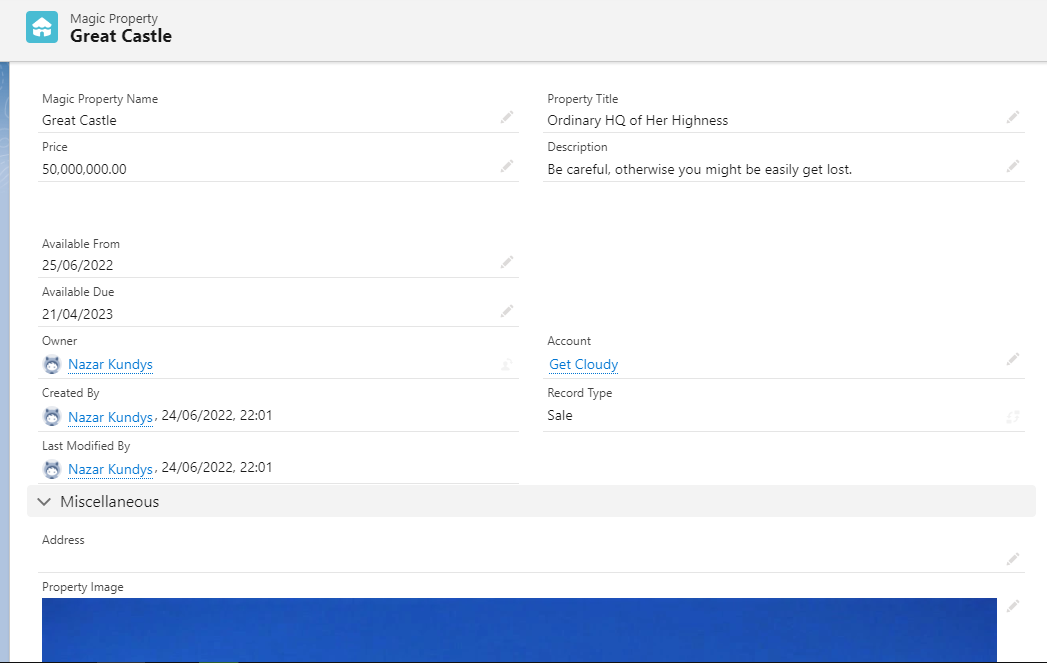 Magic Property
Great Castle
Magic Property Name
Great Castle
Property Title
Ordinary HQ of Her Highness
Price
50,000,000.00
Description
Be careful, otherwise you might be easily get lost.
Available From
25/06/2022
Available Due
21/04/2023
Owner
Nazar Kundys
Account
Get Cloudy
Created By
Nazar Kundys, 24/06/2022, 22:01
Record Type
Sale
Last Modified By
Nazar Kundys, 24/06/2022, 22:01
Miscellaneous
Address
Property Image